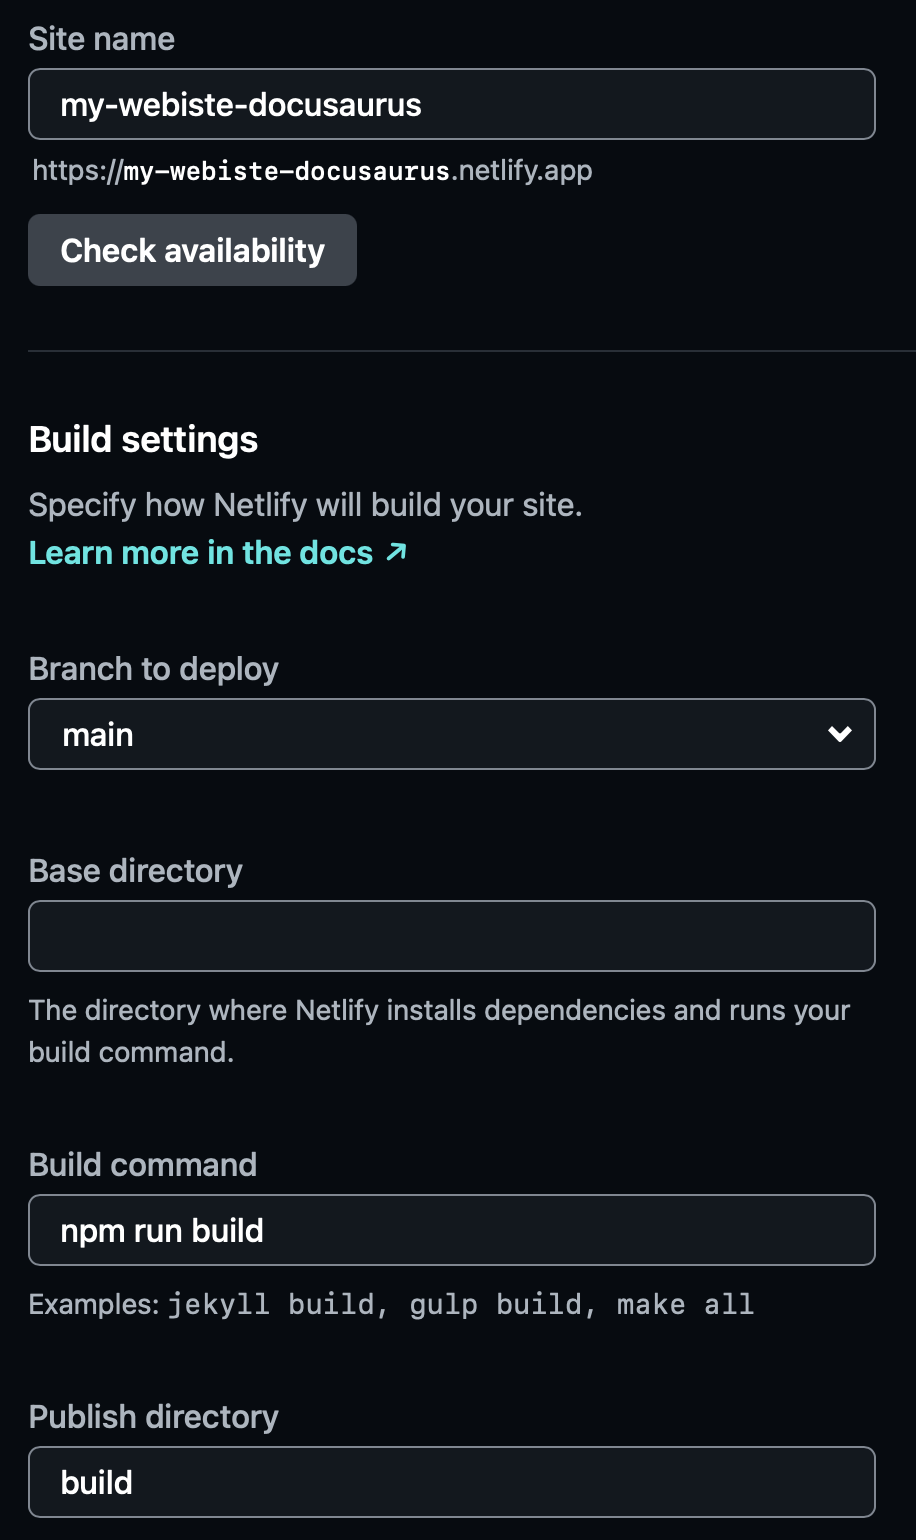 Site name
my-webiste-docusaurus
https://my-webiste-docusaurus.netlify.app
Check availability
Build settings
Specify how Netlify will build your site.
Learn more in the docs ↗
Branch to deploy
main
Base directory
The directory where Netlify installs dependencies and runs your
build command.
Build command
npm run build
Examples: jekyll build, gulp build, make all
Publish directory
build